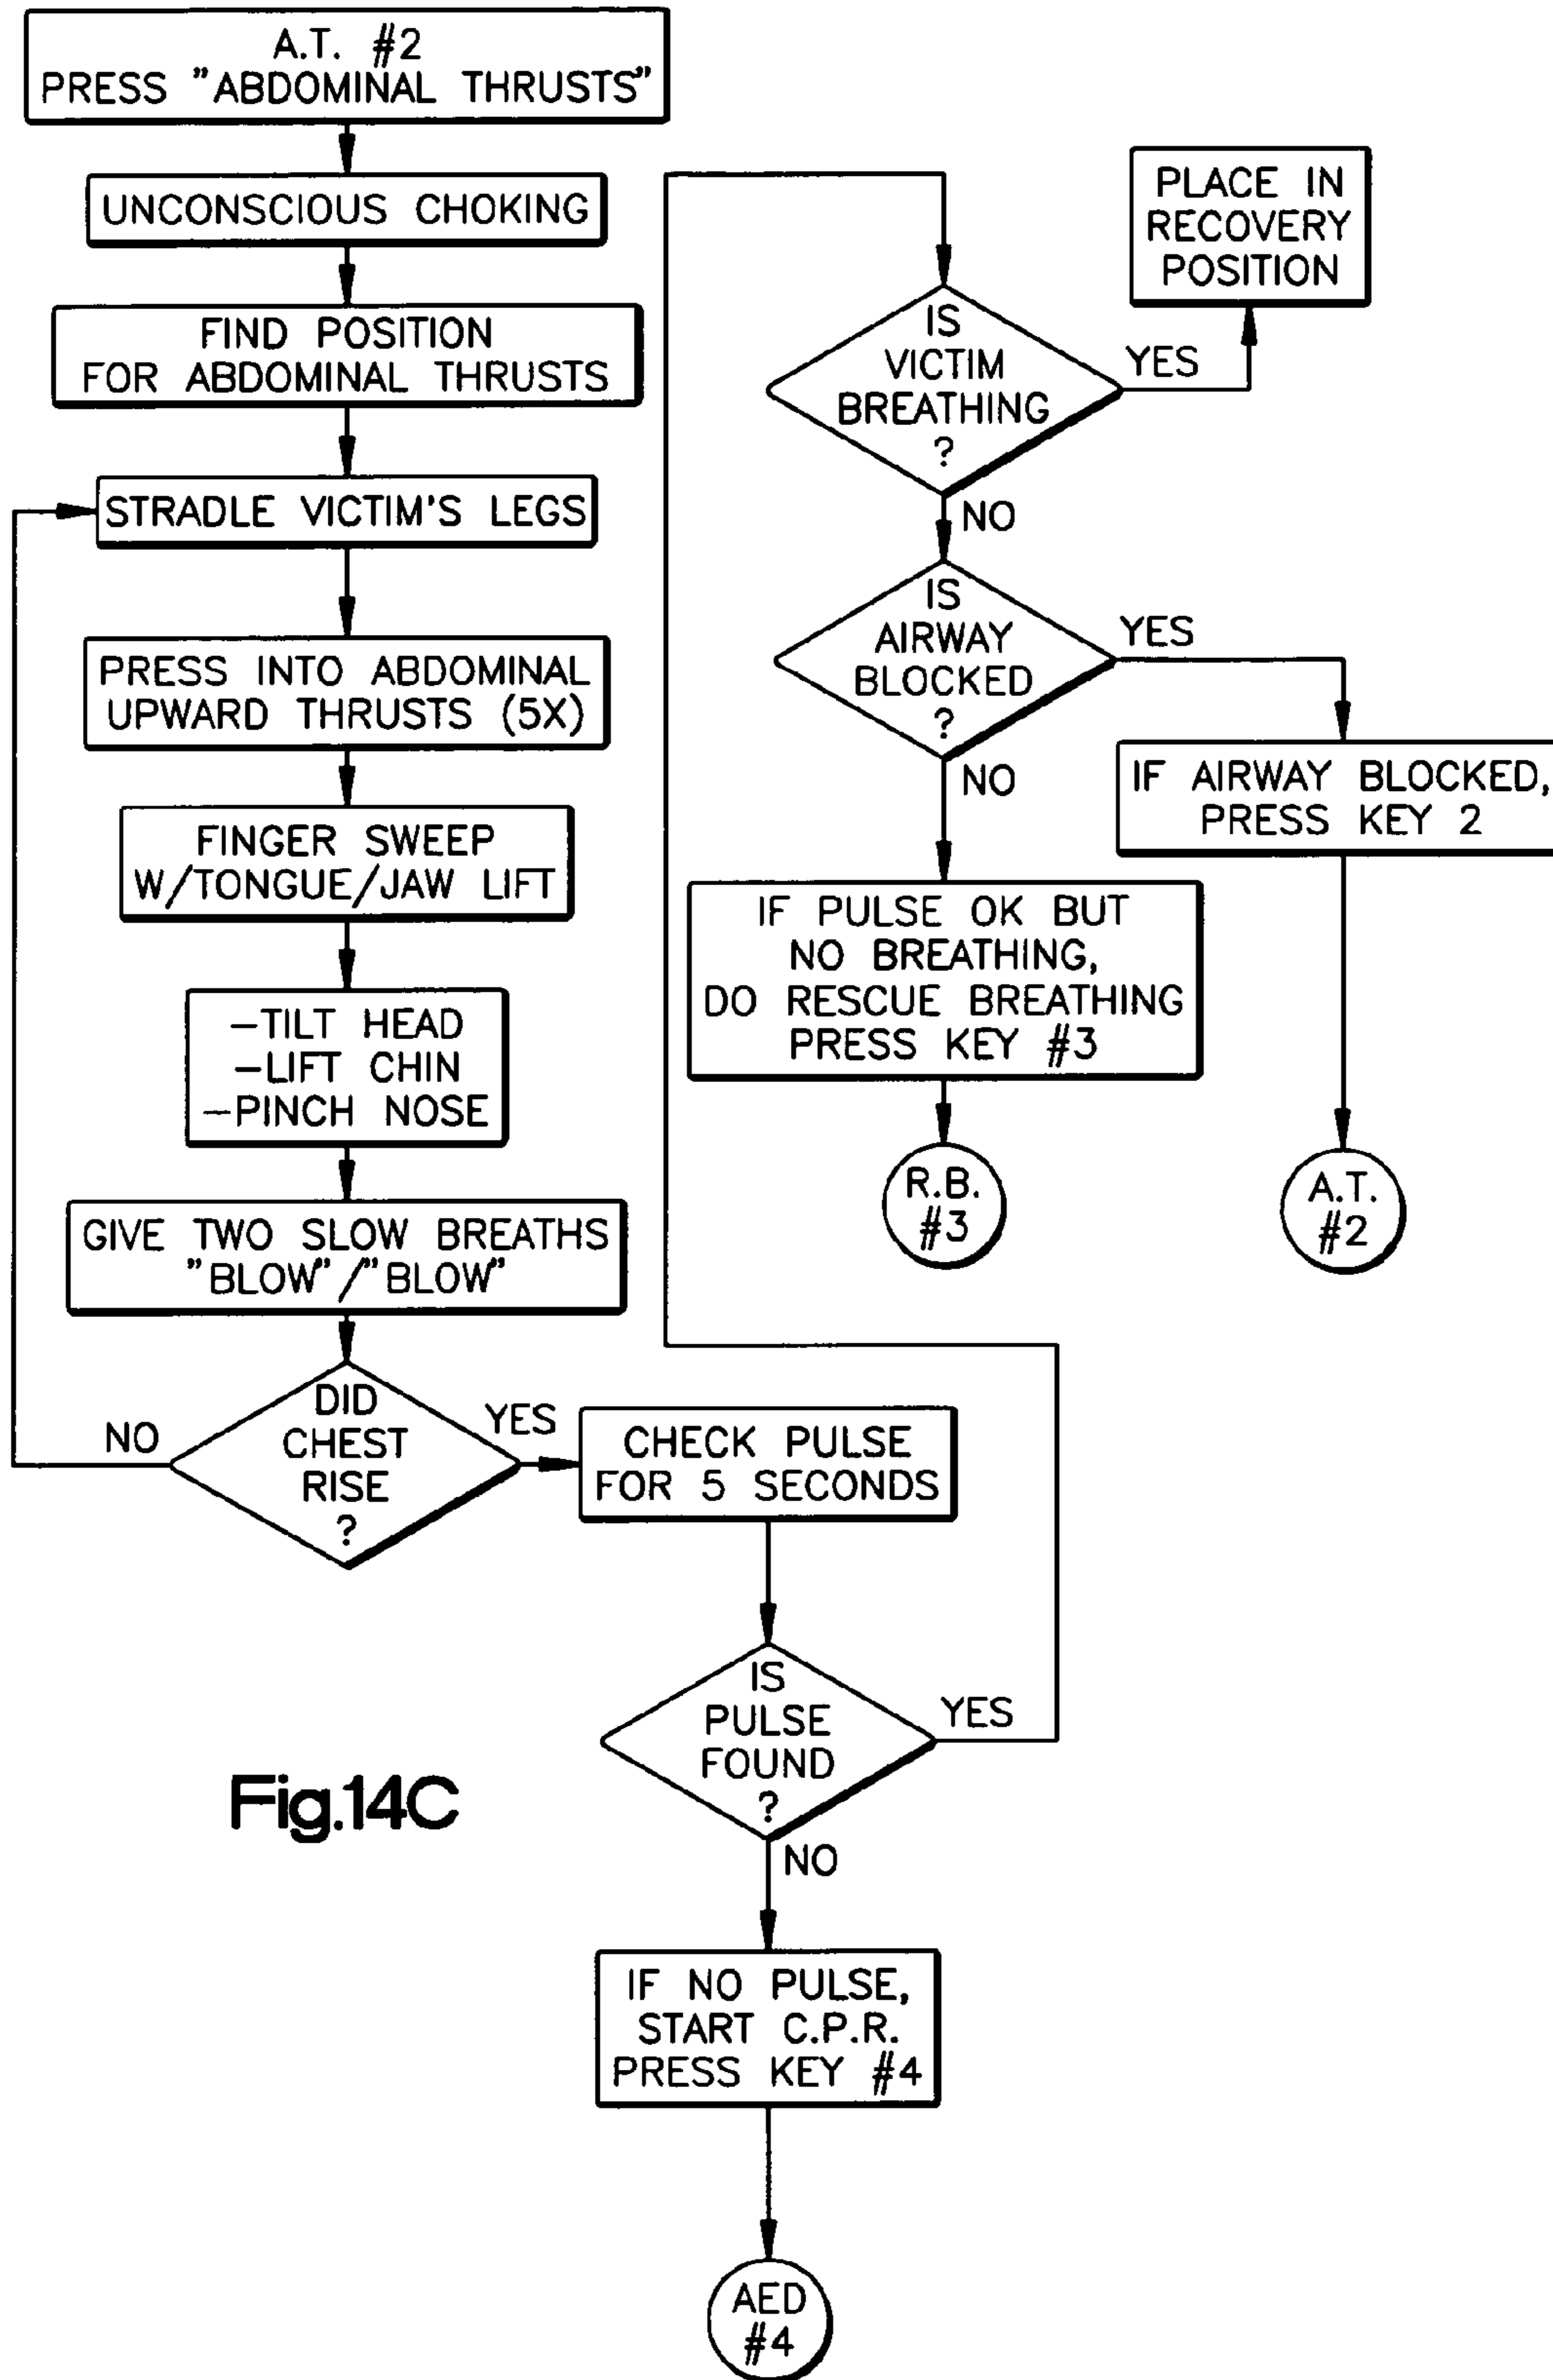 A.T. #2
PRESS "ABDOMINAL THRUSTS"
UNCONSCIOUS CHOKING
FIND POSITION
FOR ABDOMINAL THRUSTS
STRADLE VICTIM'S LEGS
PRESS INTO ABDOMINAL
UPWARD THRUSTS (5X)
FINGER SWEEP
W/TONGUE/JAW LIFT
-TILT HEAD
-LIFT CHIN
-PINCH NOSE
GIVE TWO SLOW BREATHS
"BLOW"/"BLOW"
DID
CHEST
RISE
?
NO
YES
CHECK PULSE
FOR 5 SECONDS
IS
PULSE
FOUND
?
YES
NO
IF NO PULSE,
START C.P.R.
PRESS KEY #4
AED
#4
IS
VICTIM
BREATHING
?
YES
PLACE IN
RECOVERY
POSITION
NO
IS
AIRWAY
BLOCKED
?
YES
IF AIRWAY BLOCKED,
PRESS KEY 2
A.T.
#2
NO
IF PULSE OK BUT
NO BREATHING,
DO RESCUE BREATHING
PRESS KEY #3
R.B.
#3
Fig.14C